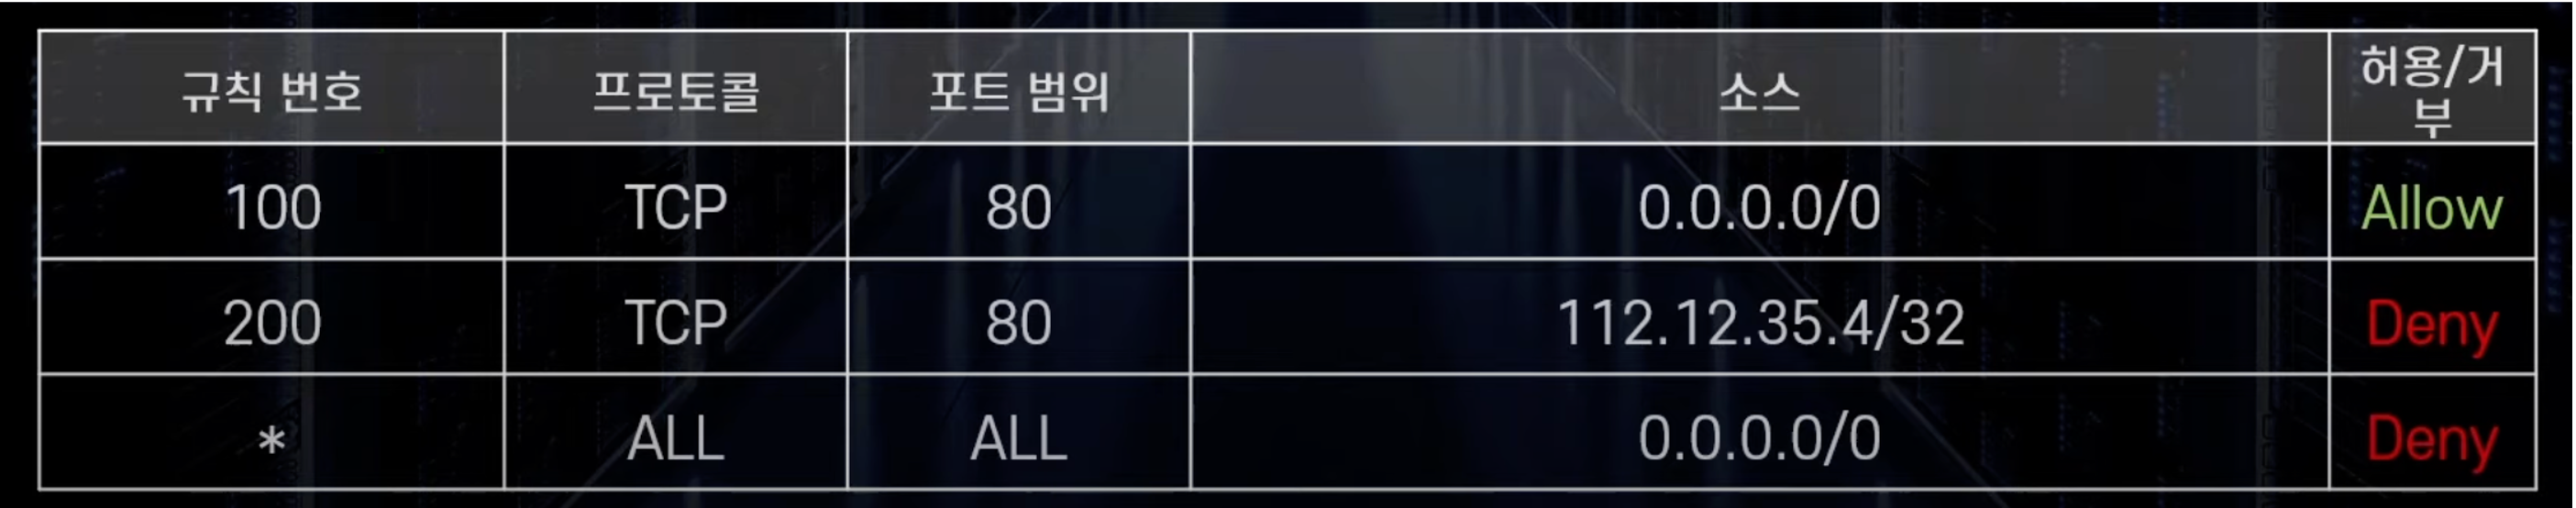 규칙 번호 프로토콜 포트 범위 소스 허용/거
부
100 TCP 80 0.0.0.0/0 Allow
200 TCP 80 112.12.35.4/32 Deny
* ALL ALL 0.0.0.0/0 Deny